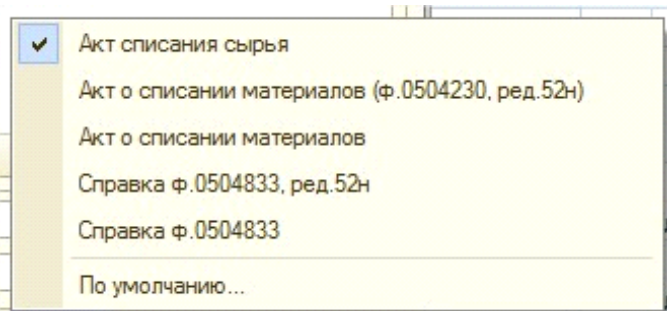 Акт списания сырья
Акт о списании материалов (ф.0504230, ред.52н)
Акт о списании материалов
Справка ф.0504833, ред.52н
Справка ф.0504833
По умолчанию...